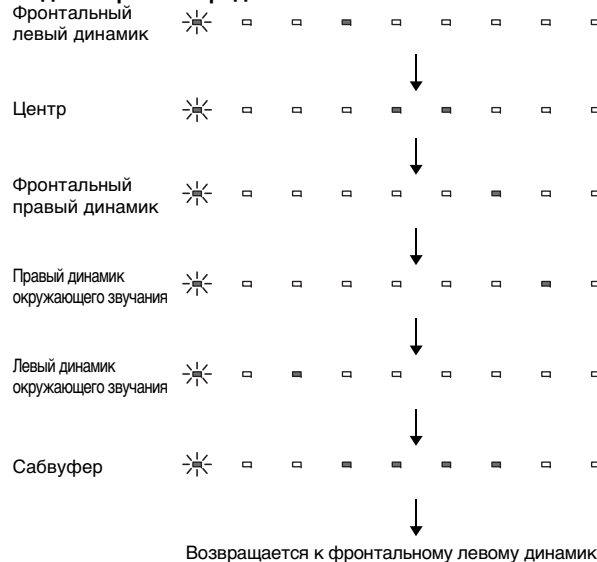 Фронтальный
левый динамик
Центр
Фронтальный
правый динамик
Правый динамик
окружающего звучания
Левый динамик
окружающего звучания
Сабвуфер
Возвращается к фронтальному левому динамик